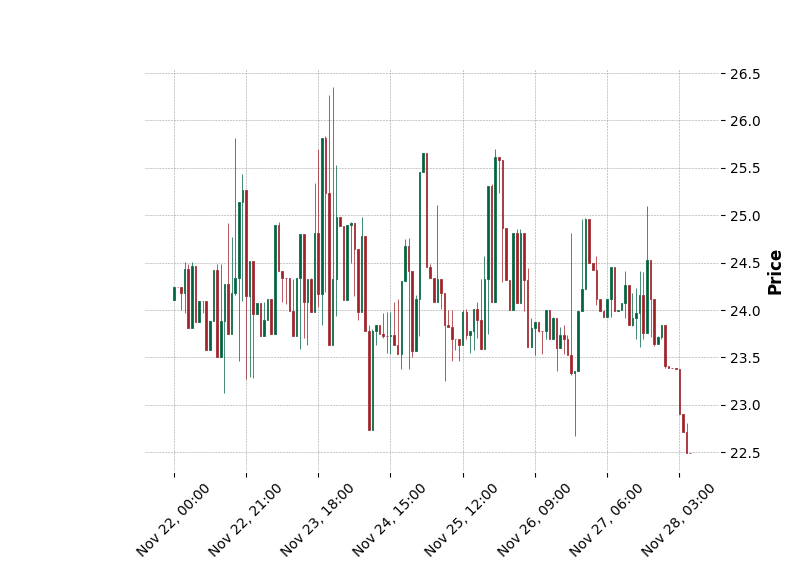 26.5
26.0
25.5
25.0
24.5
24.0
23.5
23.0
22.5
Price
Nov 22, 00:00
Nov 22, 21:00
Nov 23, 18:00
Nov 24, 15:00
Nov 25, 12:00
Nov 26, 09:00
Nov 27, 06:00
Nov 28, 03:00